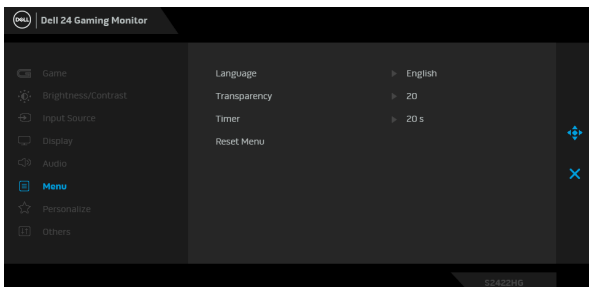 DELL Dell 24 Gaming Monitor
Game
Brightness/Contrast
Input Source
Display
Audio
Menu
Personalize
Others
Language English
Transparency 20
Timer 20 s
Reset Menu
S2422HG